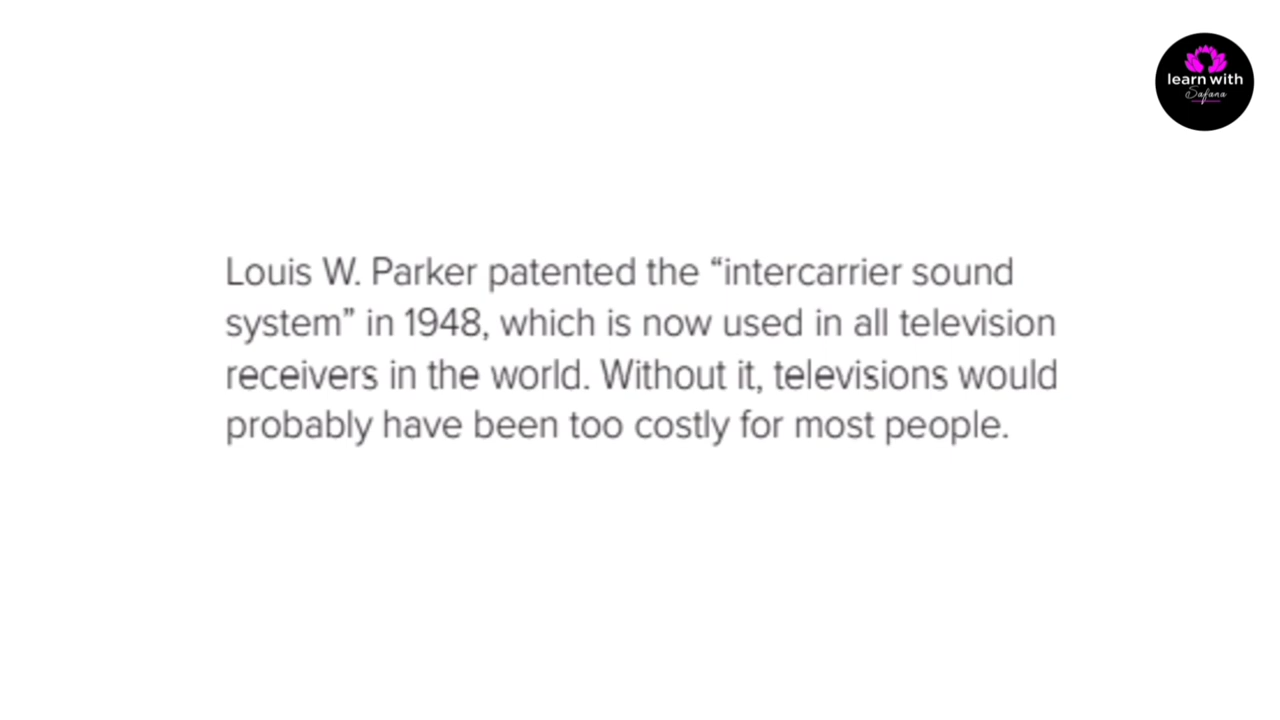 learn with
Safana
Louis W. Parker patented the “intercarrier sound
system” in 1948, which is now used in all television
receivers in the world. Without it, televisions would
probably have been too costly for most people.